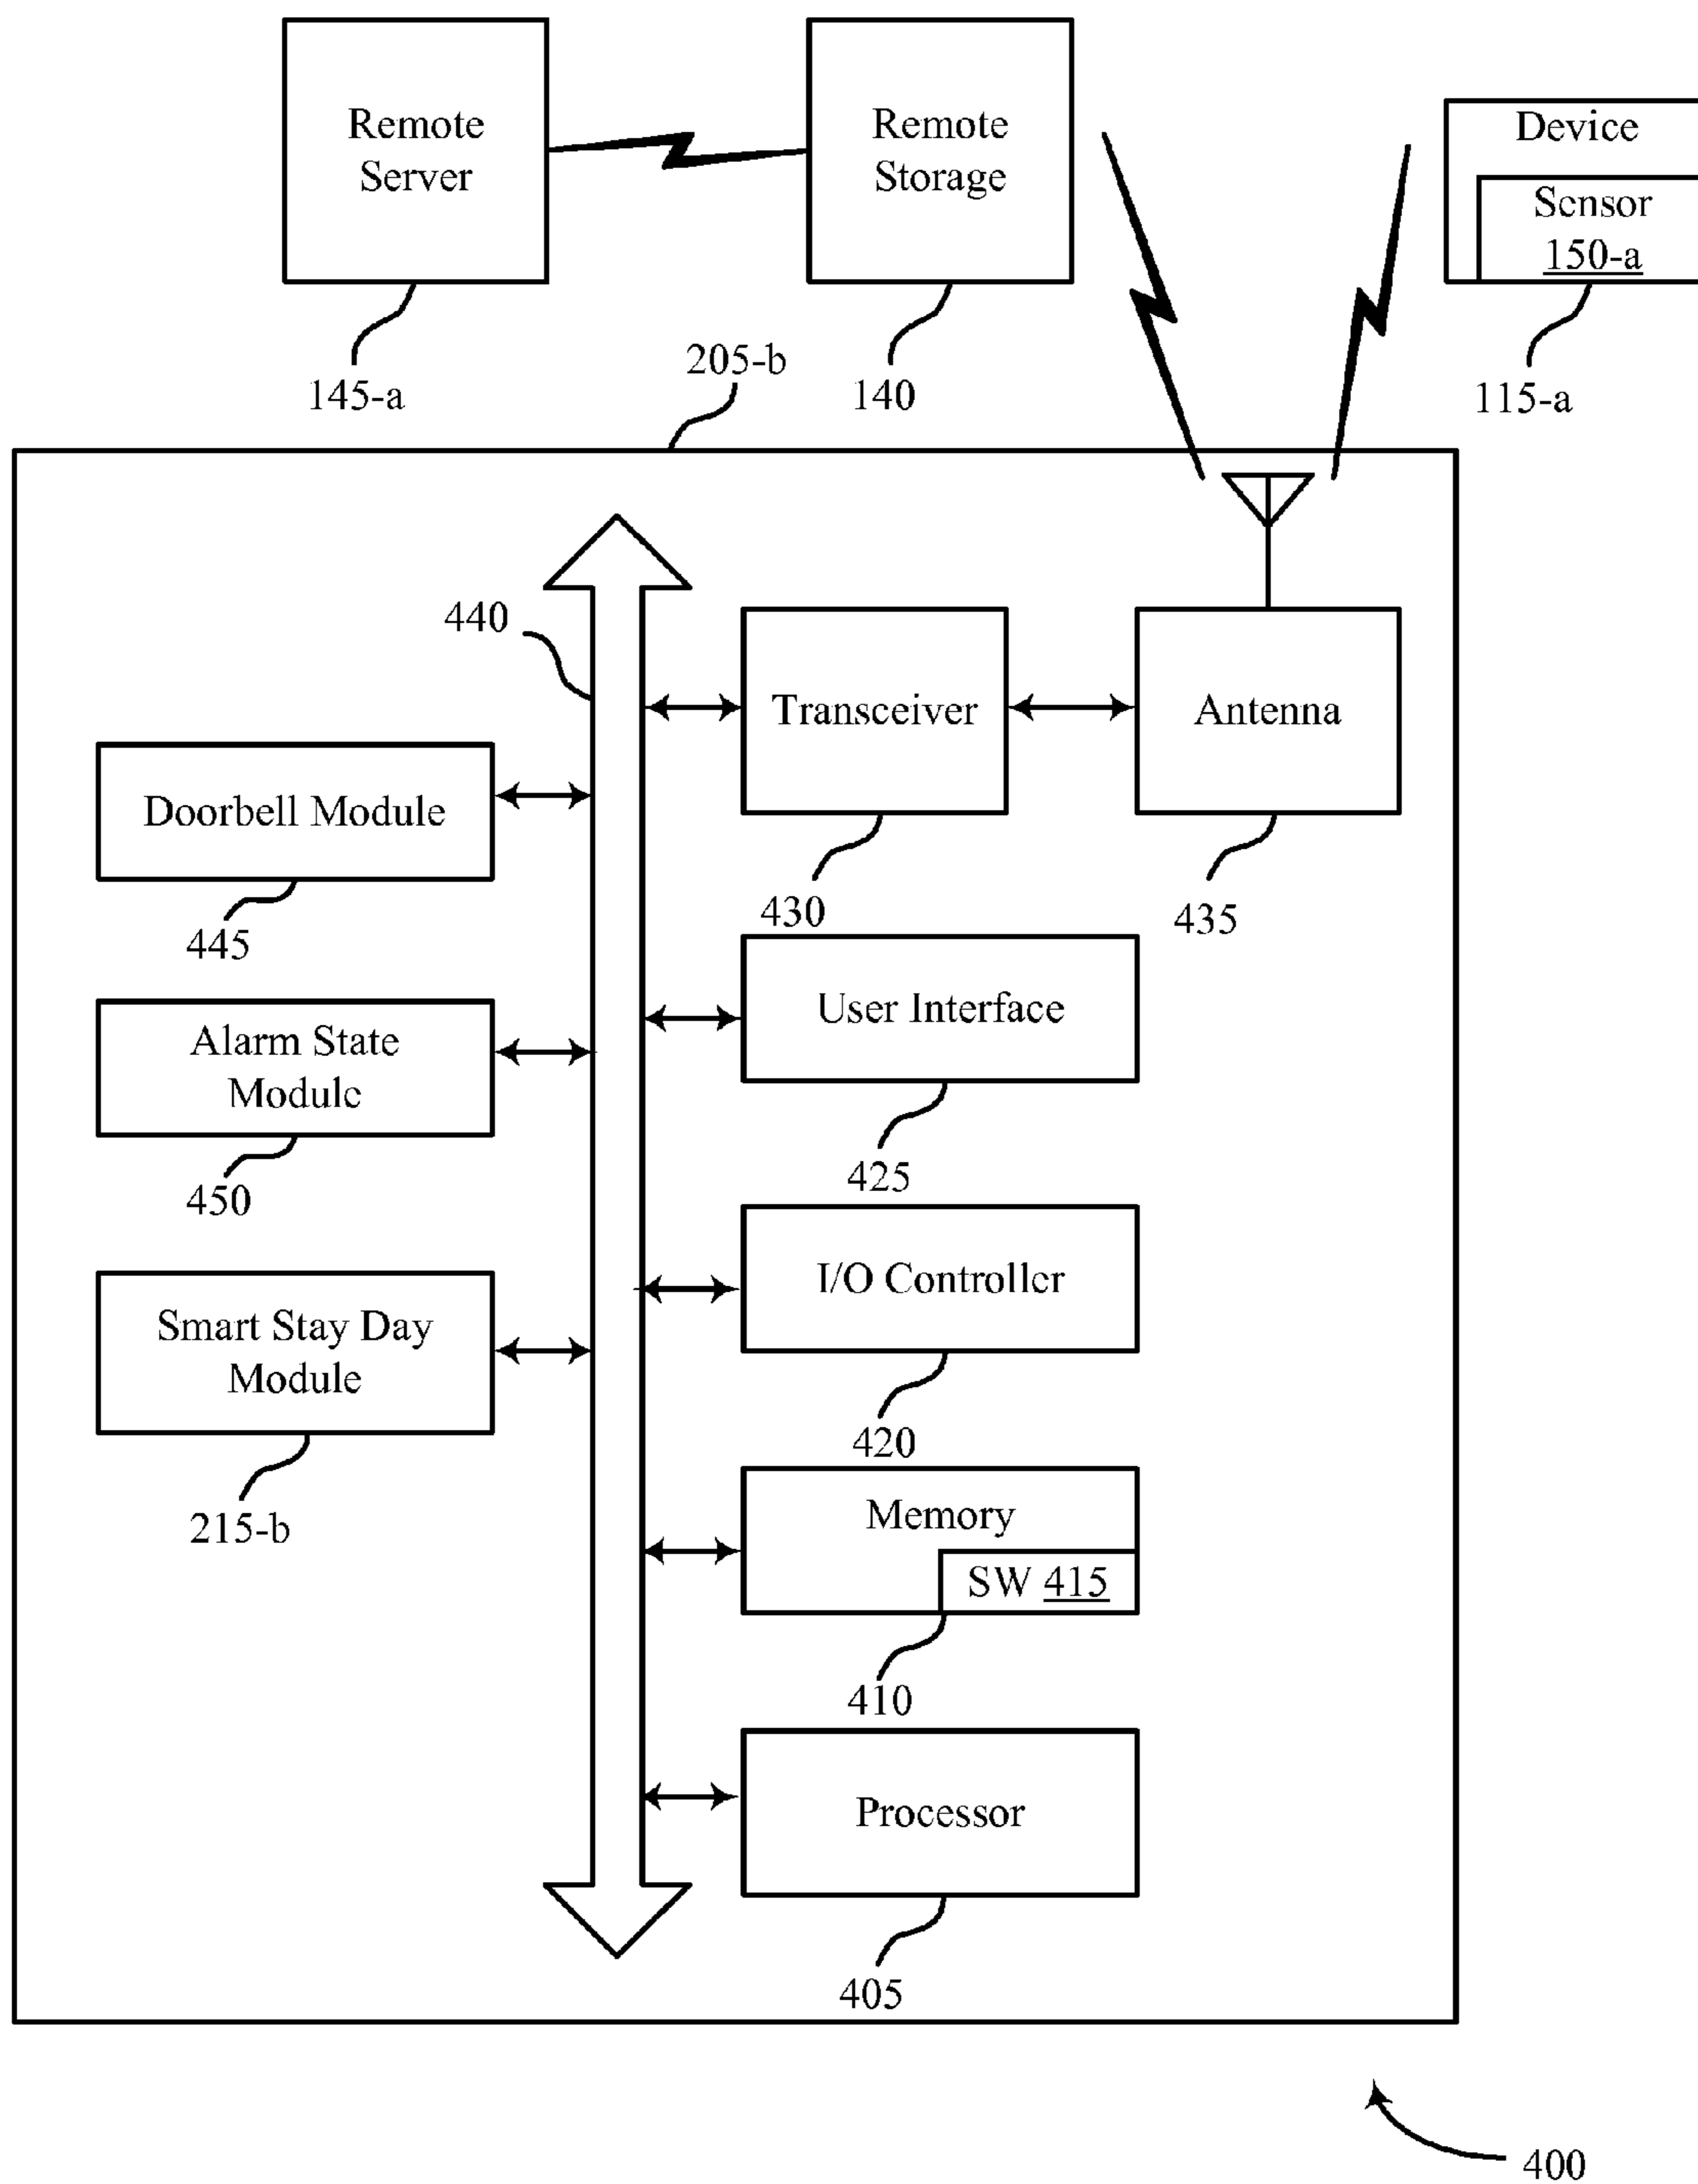 Remote
Server
Remote
Storage
Device
Sensor
150-a
145-a
205-b
140
115-a
440
Transceiver
Antenna
Doorbell Module
430
435
445
User Interface
Alarm State
Module
425
450
I/O Controller
Smart Stay Day
Module
420
215-b
Memory
SW 415
410
Processor
405
400